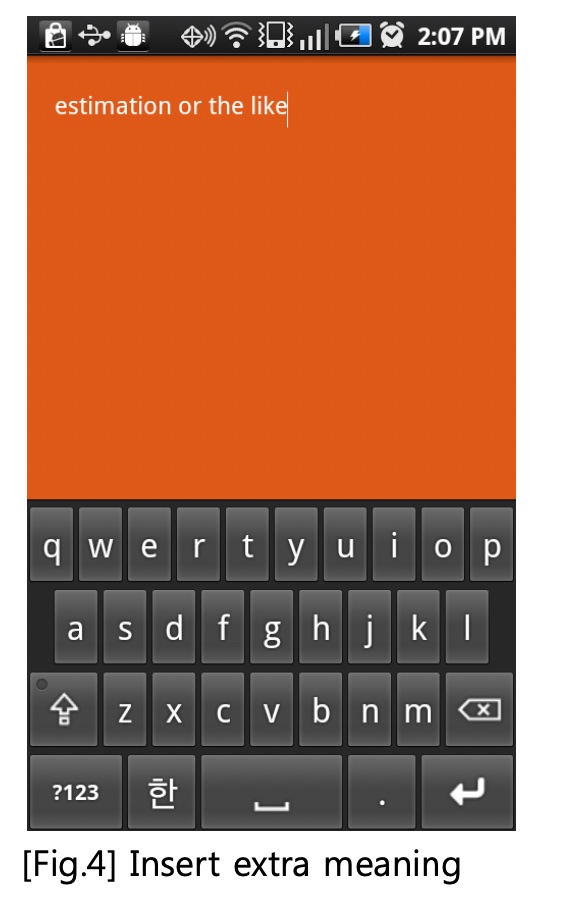 2:07 PM
estimation or the like
q w e r t y u i o p
a s d f g h j k l
z x c v b n m
?123 한 .
[Fig.4] Insert extra meaning